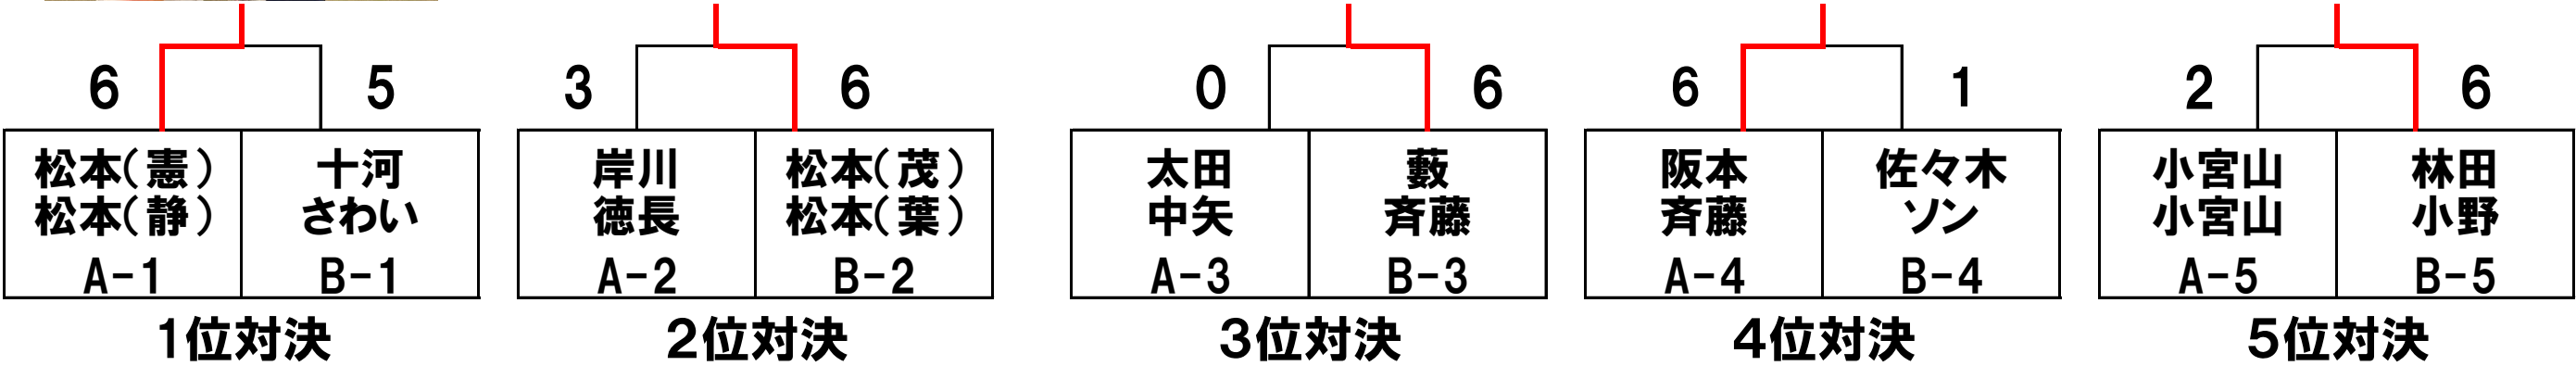 6 5 3 6 0 6 6 1 2 6
松本(憲) 十河 岸川 松本(茂) 太田 藪 阪本 佐々木 小宮山 林田
松本(静) さわい 徳長 松本(葉) 中矢 斉藤 斉藤 ソン 小宮山 小野
A-1 B-1 A-2 B-2 A-3 B-3 A-4 B-4 A-5 B-5
1位対決 2位対決 3位対決 4位対決 5位対決